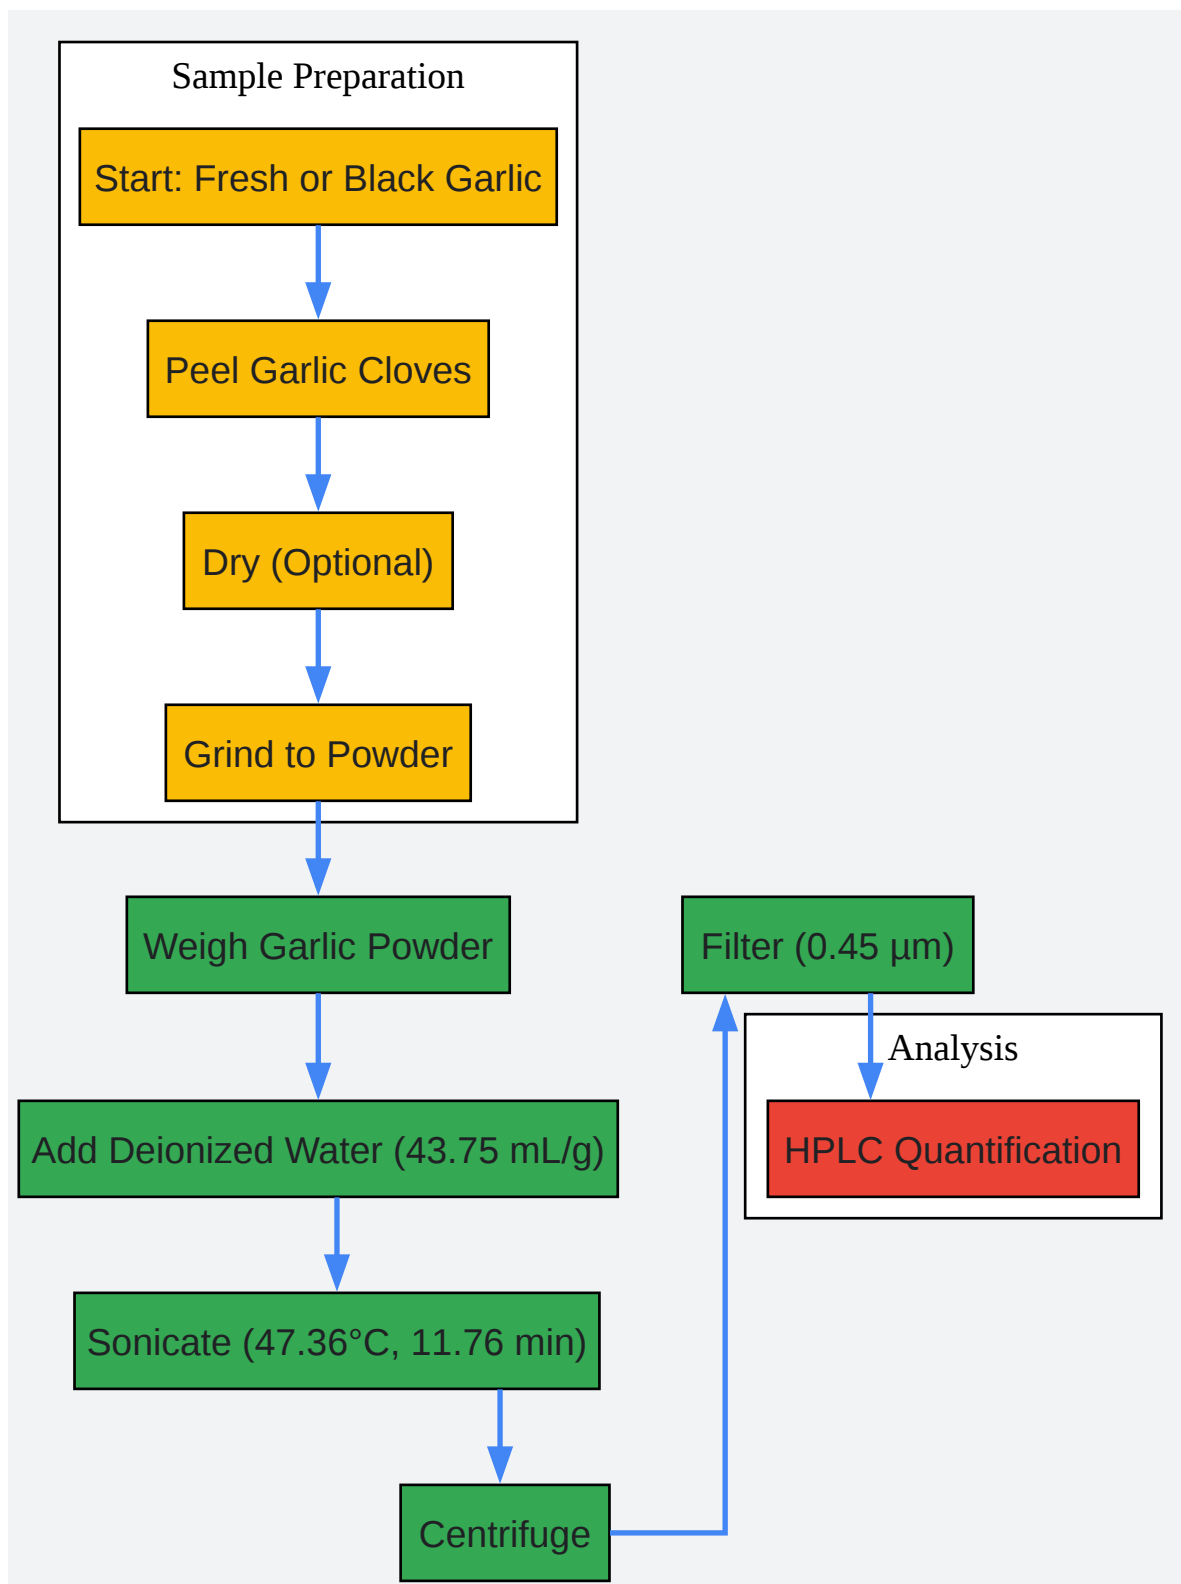 Sample Preparation
Start: Fresh or Black Garlic
Peel Garlic Cloves
Dry (Optional)
Grind to Powder
Weigh Garlic Powder
Add Deionized Water (43.75 mL/g)
Sonicate (47.36°C, 11.76 min)
Centrifuge
Filter (0.45 µm)
Analysis
HPLC Quantification